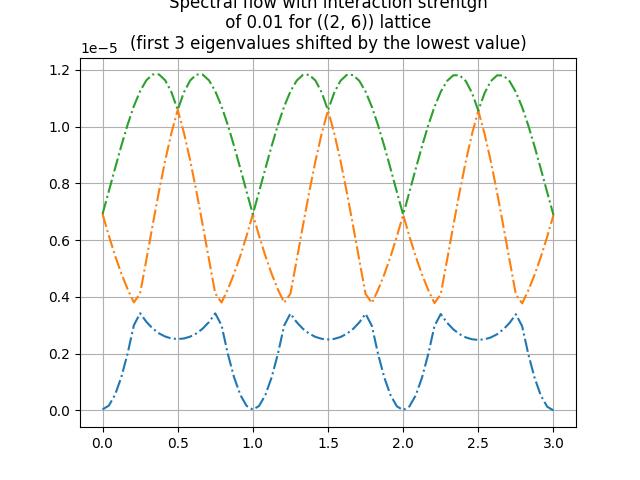 Spectral flow with interaction strentgh
of 0.01 for ((2, 6)) lattice
(first 3 eigenvalues shifted by the lowest value)
1e−5
1.2
1.0
0.8
0.6
0.4
0.2
0.0
0.0 0.5 1.0 1.5 2.0 2.5 3.0